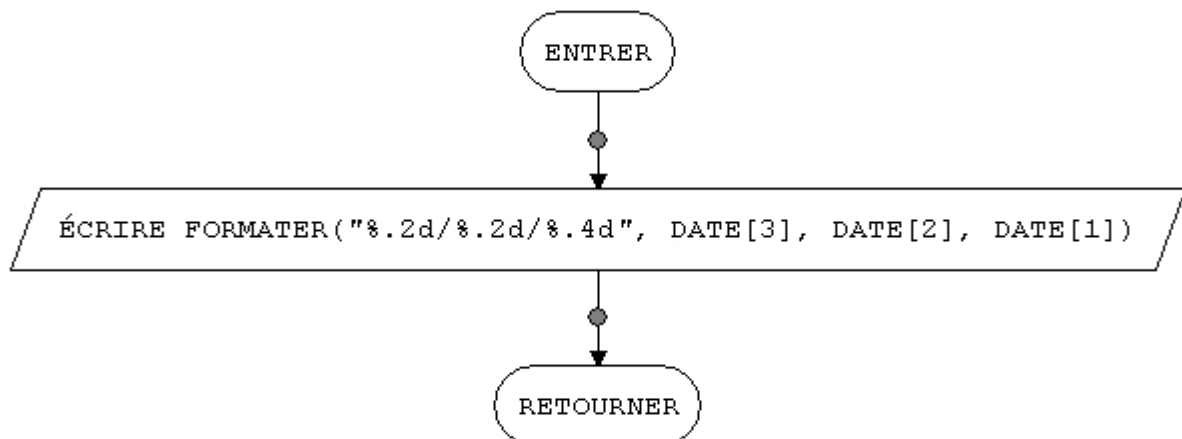 ENTRER
ÉCRIRE FORMATER("%.2d/%.2d/%.4d", DATE[3], DATE[2], DATE[1])
RETOURNER